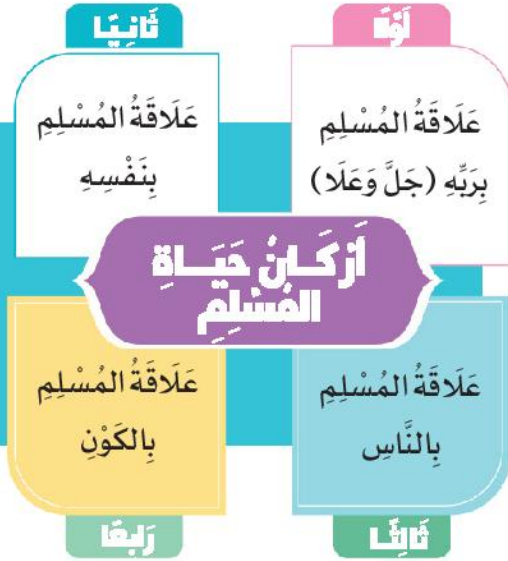 أَوَّلًا
عَلَاقَةُ المُسْلِمِ
بِرَبِّهِ (جَلَّ وَعَلَا)
ثَانِيًا
عَلَاقَةُ المُسْلِمِ
بِنَفْسِهِ
أَرْكَانُ حَيَاةِ
المُسْلِمِ
عَلَاقَةُ المُسْلِمِ
بِالنَّاسِ
ثَالِثًا
عَلَاقَةُ المُسْلِمِ
بِالكَوْنِ
رَابِعًا